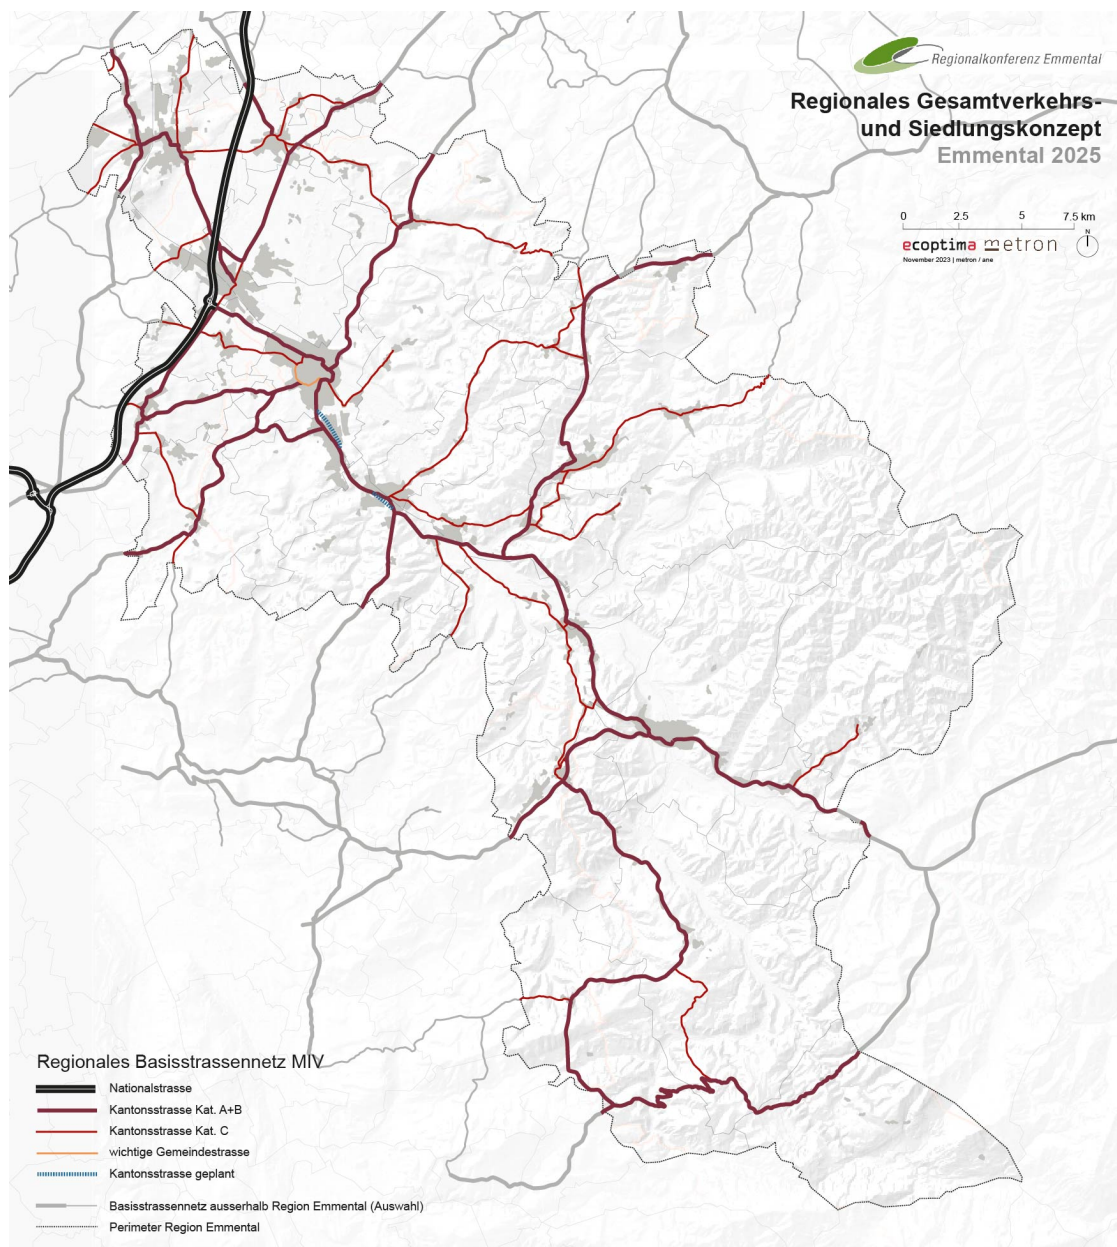 Regionalkonferenz Emmental
Regionales Gesamtverkehrs-
und Siedlungskonzept
Emmental 2025
0 2.5 5 7.5 km
ecoptima metron
N
November 2023 | metron / ane
Regionales Basisstrassennetz MIV
Nationalstrasse
Kantonsstrasse Kat. A+B
Kantonsstrasse Kat. C
wichtige Gemeindestrasse
Kantonsstrasse geplant
Basisstrassennetz ausserhalb Region Emmental (Auswahl)
Perimeter Region Emmental